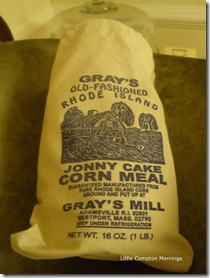 GRAY'S
OLD-FASHIONED
RHODE ISLAND
JONNY CAKE
CORN MEAL
GUARANTEED MANUFACTURED FROM
PURE RHODE ISLAND CORN
GROUND AND PUT UP AT
GRAY'S MILL
ADAMSVILLE R.I. 02801
WESTPORT, MASS. 02790
KEEP UNDER REFRIGERATION
NET WT. 16 OZ. (1 LB.)
Little Compton Mornings